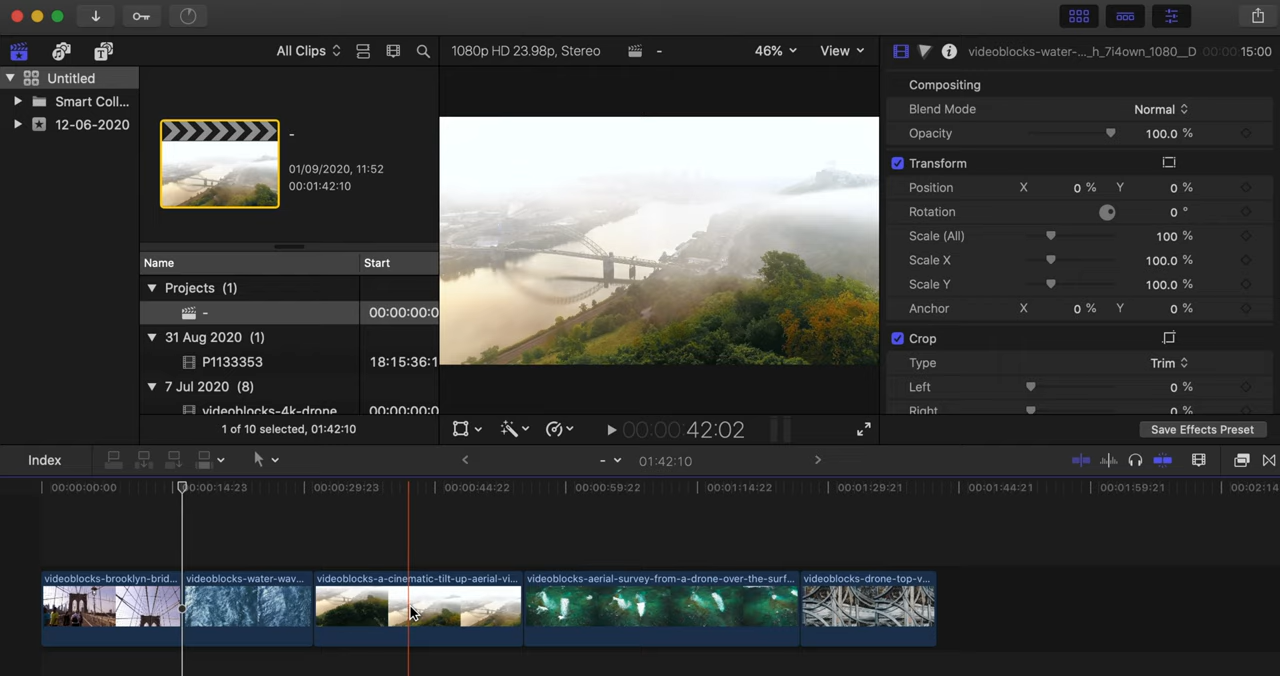 All Clips
1080p HD 23.98p, Stereo
-
46%
View
videoblocks-water-..._h_7i4own_1080__D
00:00:15:00
Untitled
Smart Coll...
12-06-2020
-
01/09/2020, 11:52
00:01:42:10
Name
Start
Projects (1)
-
00:00:00:0
31 Aug 2020 (1)
P1133353
18:15:36:1
7 Jul 2020 (8)
videoblocks-4k-drone
00:00:00:0
1 of 10 selected, 01:42:10
00:00:42:02
Compositing
Blend Mode
Normal
Opacity
100.0 %
Transform
Position
X
0 %
Y
0 %
Rotation
0 °
Scale (All)
100 %
Scale X
100.0 %
Scale Y
100.0 %
Anchor
X
0 %
Y
0 %
Crop
Type
Trim
Left
0 %
Right
0 %
Save Effects Preset
Index
-
01:42:10
00:00:00:00
00:00:14:23
00:00:29:23
00:00:44:22
00:00:59:22
00:01:14:22
00:01:29:21
00:01:44:21
00:01:59:21
00:02:14
videoblocks-brooklyn-brid...
videoblocks-water-wav...
videoblocks-a-cinematic-tilt-up-aerial-vi...
videoblocks-aerial-survey-from-a-drone-over-the-surf...
videoblocks-drone-top-v...